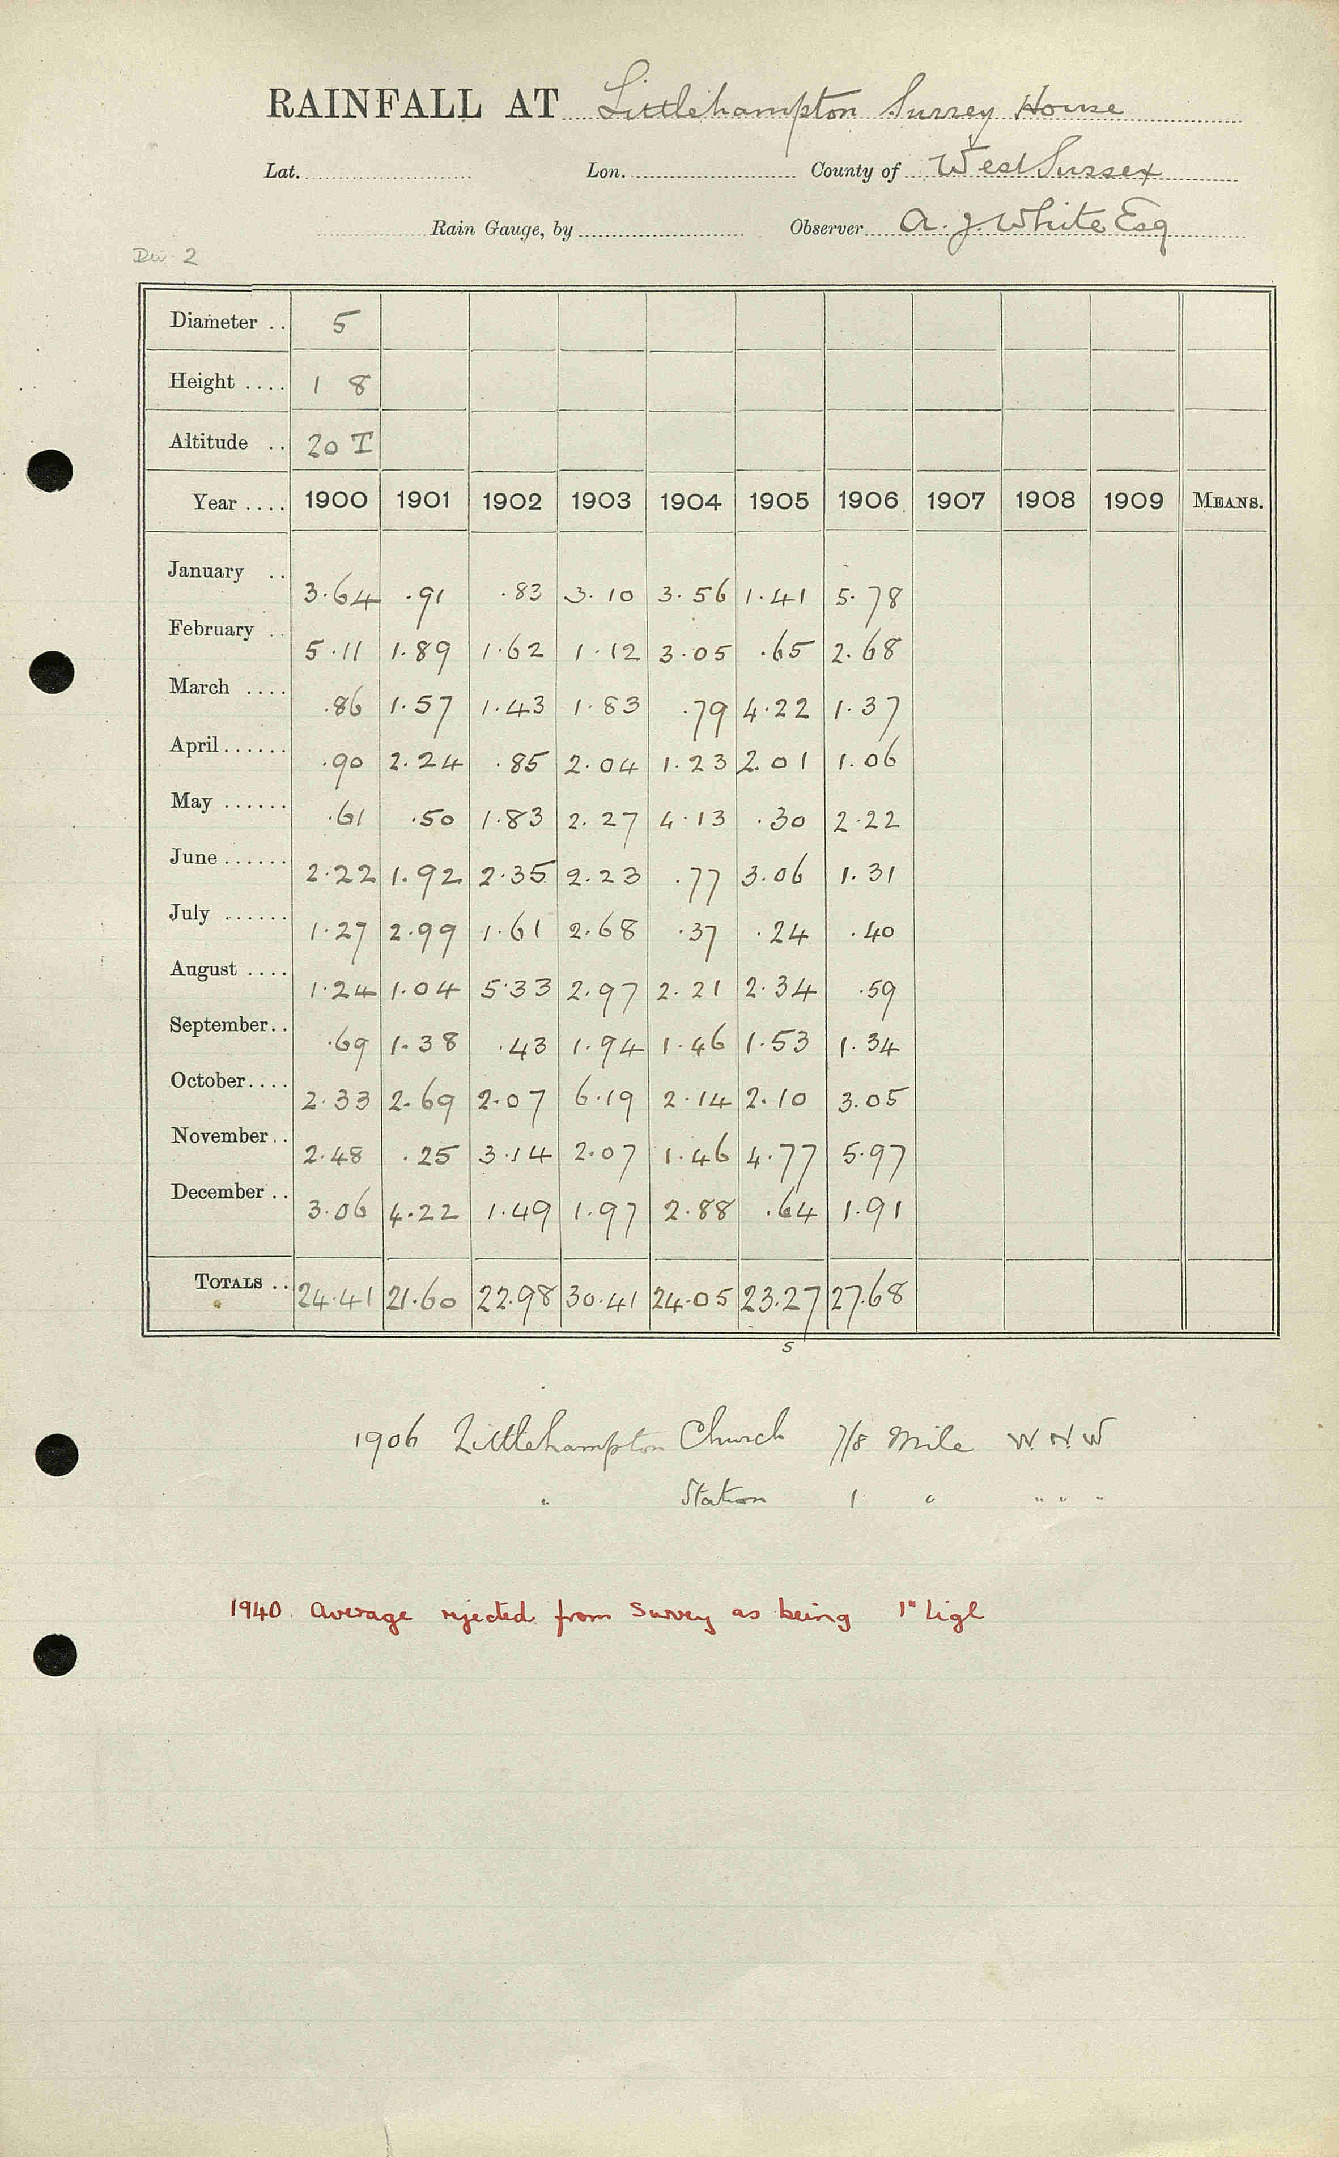 RAINFALL AT Littlehampton Surrey House
Lat. Lon. County of West Sussex
Rain Gauge, by Observer A. J. White Esq
Div 2
Diameter .. 5
Height .... 1 8
Altitude .. 20 T
Year .... 1900 1901 1902 1903 1904 1905 1906 1907 1908 1909 MEANS.
January .. 3.64 .91 .83 3.10 3.56 1.41 5.78
February .. 5.11 1.89 1.62 1.12 3.05 .65 2.68
March .... .86 1.57 1.43 1.83 .79 4.22 1.37
April...... .90 2.24 .85 2.04 1.23 2.01 1.06
May ...... .61 .50 1.83 2.27 4.13 .30 2.22
June...... 2.22 1.92 2.35 2.23 .77 3.06 1.31
July ...... 1.27 2.99 1.61 2.68 .37 .24 .40
August .... 1.24 1.04 5.33 2.97 2.21 2.34 .59
September.. .69 1.38 .43 1.94 1.46 1.53 1.34
October.... 2.33 2.69 2.07 6.19 2.14 2.10 3.05
November.. 2.48 .25 3.14 2.07 1.46 4.77 5.97
December .. 3.06 4.22 1.49 1.97 2.88 .64 1.91
TOTALS .. 24.41 21.60 22.98 30.41 24.05 23.27 27.68
s
1906 Littlehampton Church 7/8 Mile W N W
" Station 1 " " " "
1940 Average rejected from Survey as being 1" ligl